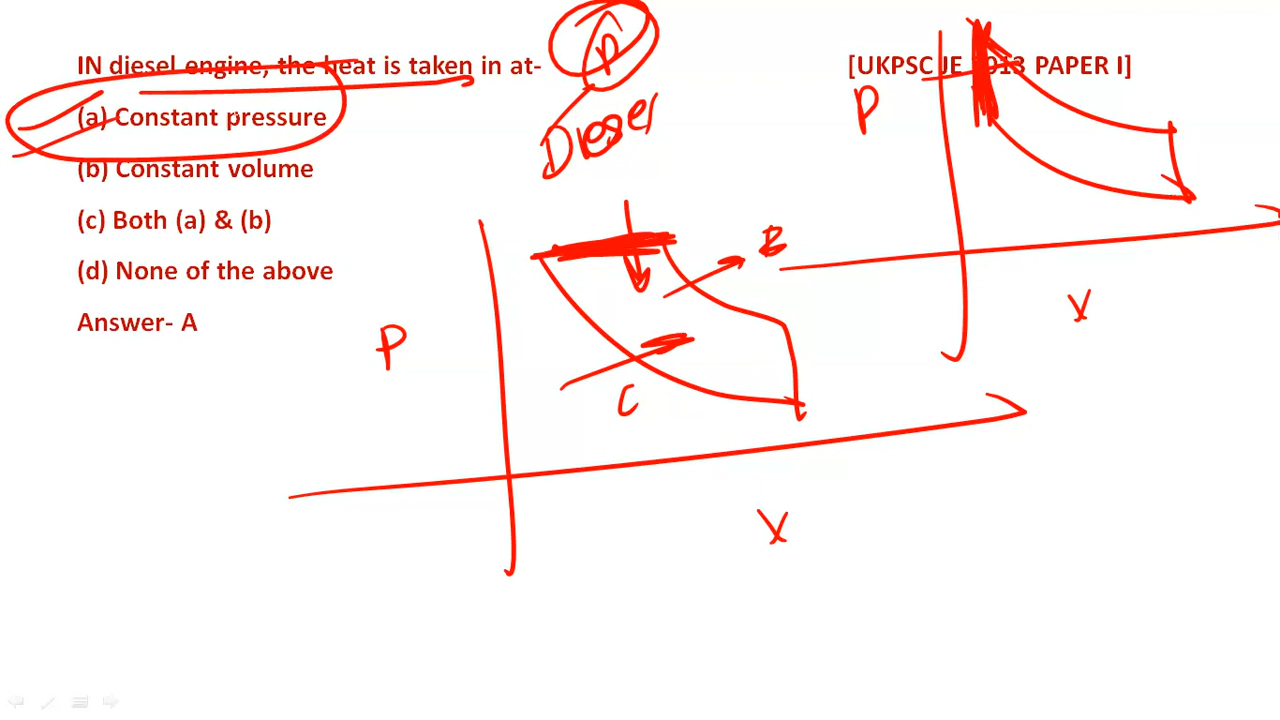 IN diesel engine, the heat is taken in at- [UKPSC JE 2013 PAPER I]
(a) Constant pressure
(b) Constant volume
(c) Both (a) & (b)
(d) None of the above
Answer- A
P
Diesel
P
E
X
P
C
X